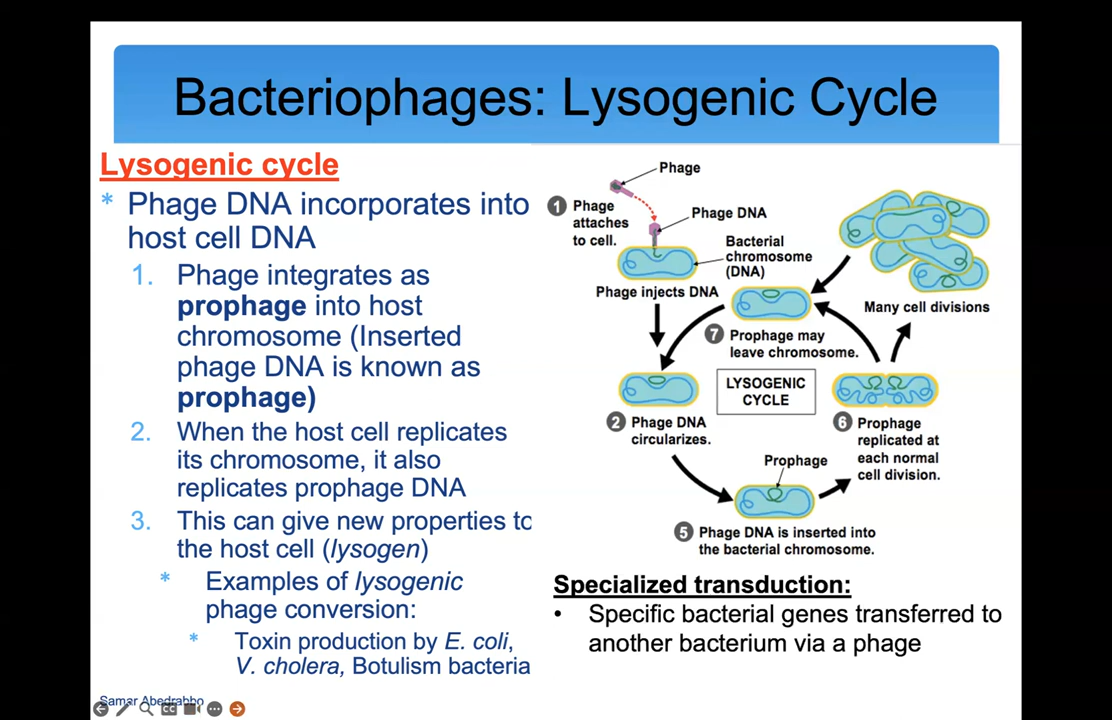 Bacteriophages: Lysogenic Cycle
Lysogenic cycle
* Phage DNA incorporates into
host cell DNA
1. Phage integrates as
prophage into host
chromosome (Inserted
phage DNA is known as
prophage)
2. When the host cell replicates
its chromosome, it also
replicates prophage DNA
3. This can give new properties to
the host cell (lysogen)
* Examples of lysogenic
phage conversion:
* Toxin production by E. coli,
V. cholera, Botulism bacteria
Phage
1 Phage
attaches
to cell.
Phage DNA
Bacterial
chromosome
(DNA)
Phage injects DNA
Many cell divisions
7 Prophage may
leave chromosome.
LYSOGENIC
CYCLE
2 Phage DNA
circularizes.
6 Prophage
replicated at
each normal
cell division.
Prophage
5 Phage DNA is inserted into
the bacterial chromosome.
Specialized transduction:
• Specific bacterial genes transferred to
another bacterium via a phage
Samar Abedrabbo